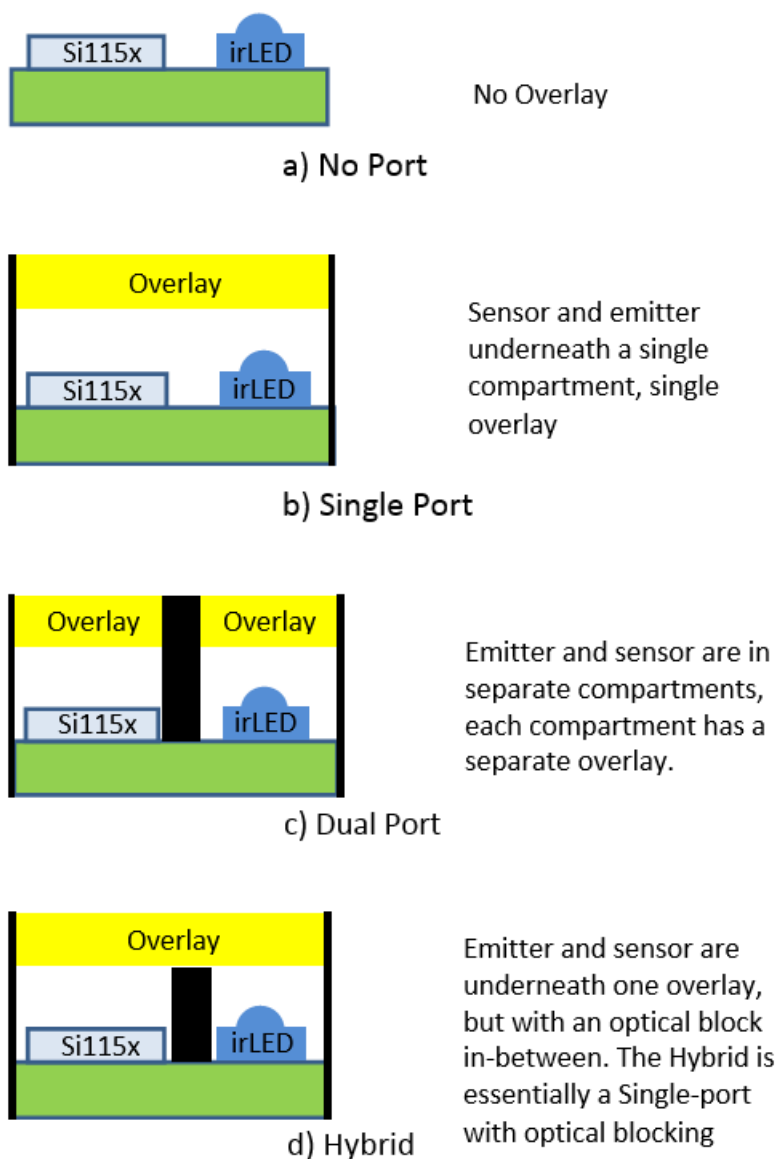 Si115x
irLED
No Overlay
a) No Port
Overlay
Si115x
irLED
Sensor and emitter
underneath a single
compartment, single
overlay
b) Single Port
Overlay
Overlay
Si115x
irLED
Emitter and sensor are in
separate compartments,
each compartment has a
separate overlay.
c) Dual Port
Overlay
Si115x
irLED
Emitter and sensor are
underneath one overlay,
but with an optical block
in-between. The Hybrid is
essentially a Single-port
with optical blocking
d) Hybrid